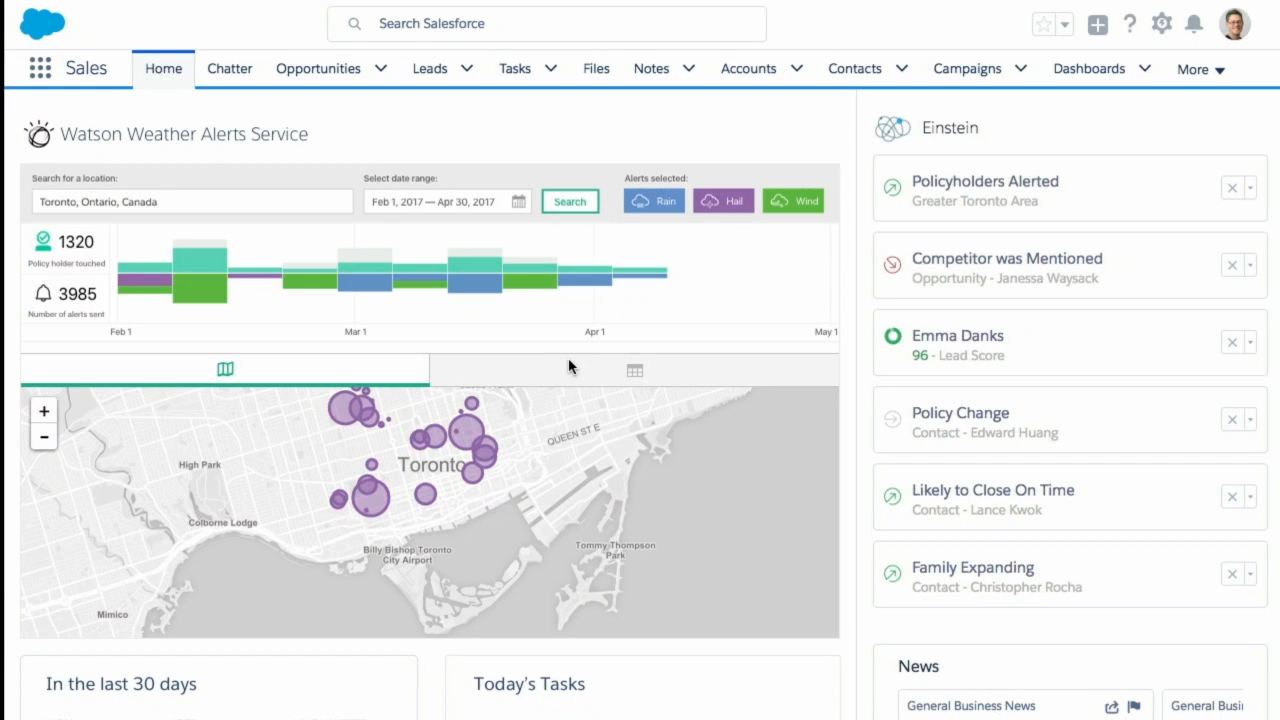 Search Salesforce
Sales
Home
Chatter
Opportunities
Leads
Tasks
Files
Notes
Accounts
Contacts
Campaigns
Dashboards
More
Watson Weather Alerts Service
Search for a location:
Toronto, Ontario, Canada
Select date range:
Feb 1, 2017 — Apr 30, 2017
Search
Alerts selected:
Rain
Hail
Wind
1320
Policy holder touched
3985
Number of alerts sent
Feb 1
Mar 1
Apr 1
May 1
+
−
QUEEN ST E
High Park
Toronto
Colborne Lodge
Billy Bishop Toronto
City Airport
Tommy Thompson
Park
Mimico
In the last 30 days
Today's Tasks
Einstein
Policyholders Alerted
Greater Toronto Area
Competitor was Mentioned
Opportunity - Janessa Waysack
Emma Danks
96 - Lead Score
Policy Change
Contact - Edward Huang
Likely to Close On Time
Contact - Lance Kwok
Family Expanding
Contact - Christopher Rocha
News
General Business News
General Busi